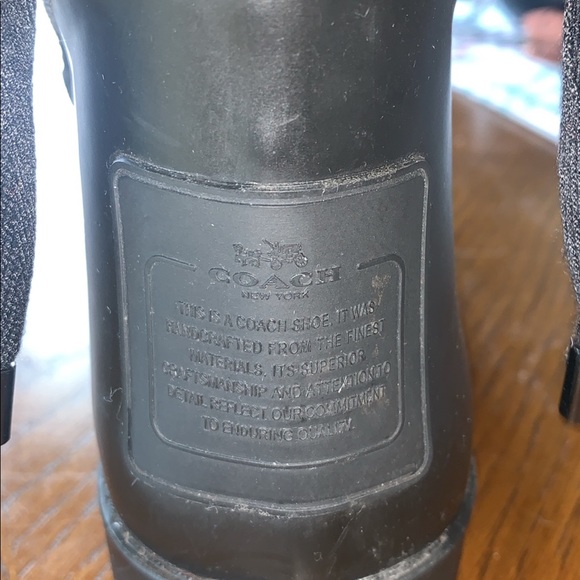 COACH
NEW YORK
THIS IS A COACH SHOE. IT WAS
HANDCRAFTED FROM THE FINEST
MATERIALS. IT'S SUPERIOR
CRAFTSMANSHIP AND ATTENTION TO
DETAIL REFLECT OUR COMMITMENT
TO ENDURING QUALITY.